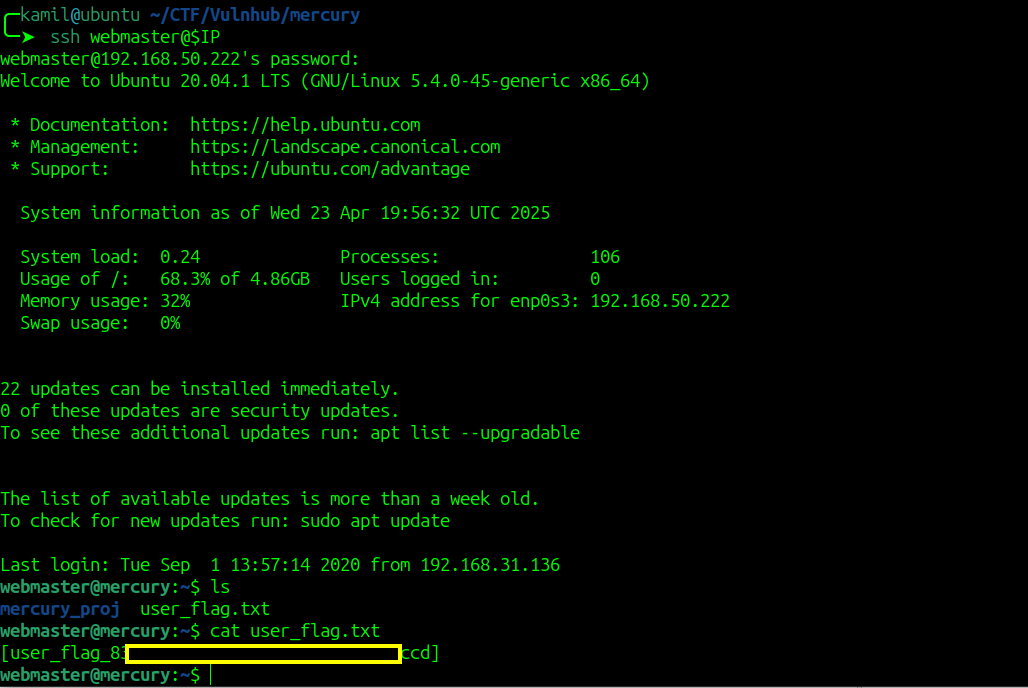 kamil@ubuntu ~/CTF/Vulnhub/mercury
ssh webmaster@$IP
webmaster@192.168.50.222's password:
Welcome to Ubuntu 20.04.1 LTS (GNU/Linux 5.4.0-45-generic x86_64)
* Documentation:  https://help.ubuntu.com
* Management:     https://landscape.canonical.com
* Support:        https://ubuntu.com/advantage
System information as of Wed 23 Apr 19:56:32 UTC 2025
System load:  0.24              Processes:               106
Usage of /:   68.3% of 4.86GB   Users logged in:         0
Memory usage: 32%               IPv4 address for enp0s3: 192.168.50.222
Swap usage:   0%
22 updates can be installed immediately.
0 of these updates are security updates.
To see these additional updates run: apt list --upgradable
The list of available updates is more than a week old.
To check for new updates run: sudo apt update
Last login: Tue Sep  1 13:57:14 2020 from 192.168.31.136
webmaster@mercury:~$ ls
mercury_proj  user_flag.txt
webmaster@mercury:~$ cat user_flag.txt
[user_flag_8 ccd]
webmaster@mercury:~$